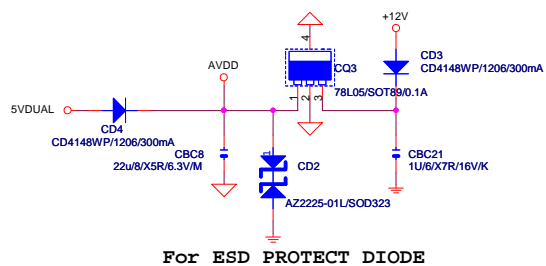 4
+12V
CQ3
CD3
CD4148WP/1206/300mA
AVDD
78L05/SOT89/0.1A
5VDUAL
1
2
3
CD4
CD4148WP/1206/300mA
CBC8
22u/8/X5R/6.3V/M
1
CD2
CBC21
1U/6/X7R/16V/K
AZ2225-01L/SOD323
For ESD PROTECT DIODE